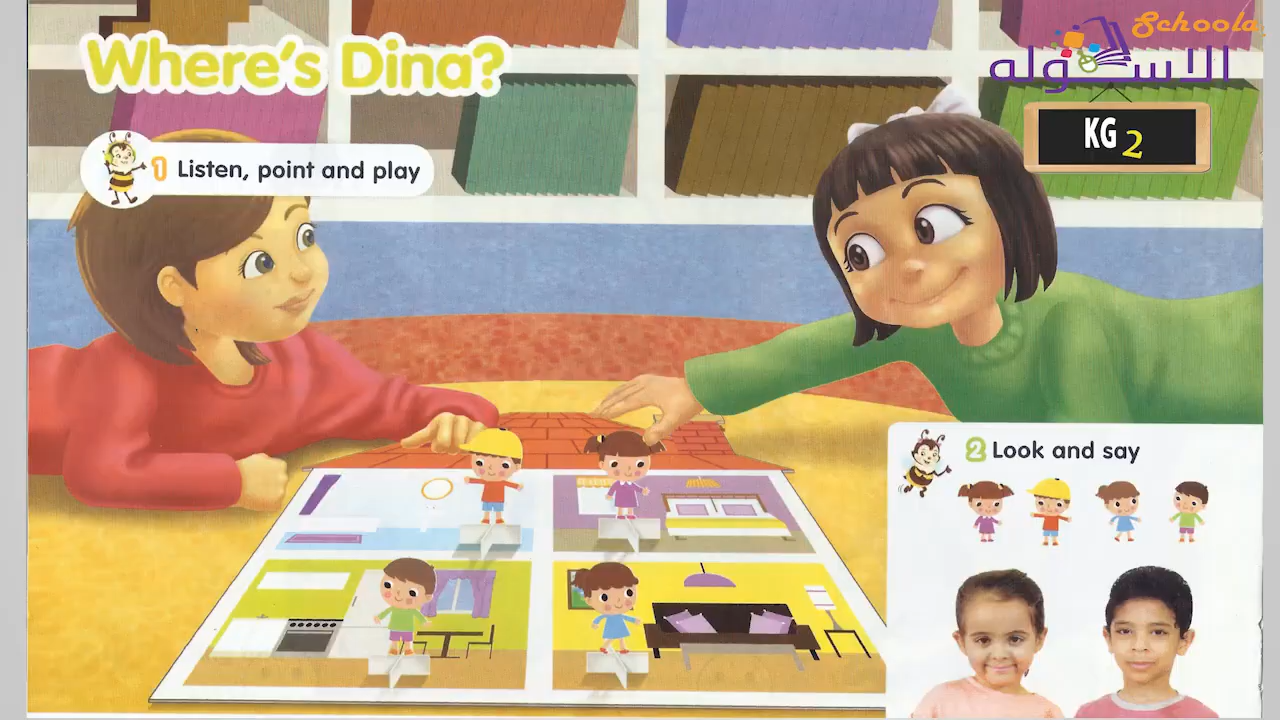 Schoola
الاسكوله
Where's Dina?
KG 2
1 Listen, point and play
2 Look and say